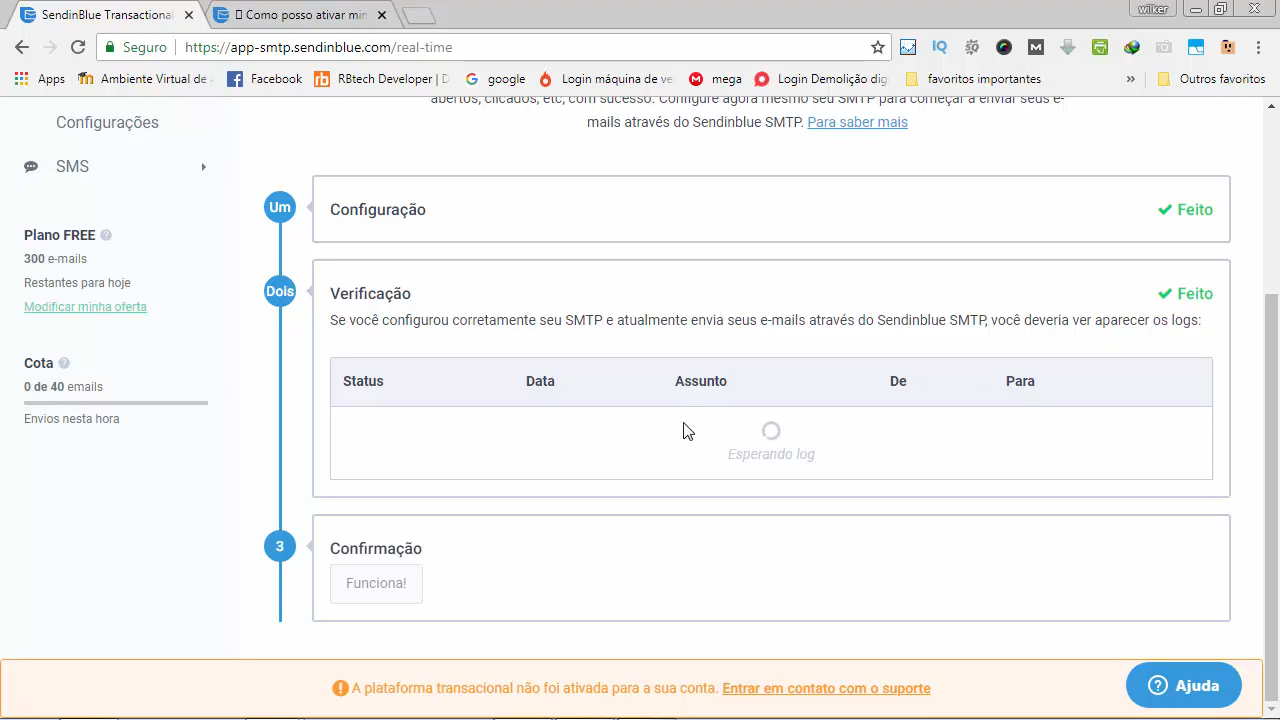 SendinBlue Transactional
Como posso ativar min
wilker
Seguro
https://app-smtp.sendinblue.com/real-time
Apps
Ambiente Virtual de
Facebook
RBtech Developer |
google
Login máquina de ve
mega
Login Demolição dig
favoritos importantes
»
Outros favoritos
abertos, clicados, etc, com sucesso. Configure agora mesmo seu SMTP para começar a enviar seus e-
mails através do Sendinblue SMTP. Para saber mais
Configurações
SMS
Plano FREE
300 e-mails
Restantes para hoje
Modificar minha oferta
Cota
0 de 40 emails
Envios nesta hora
Um
Configuração
Feito
Dois
Verificação
Feito
Se você configurou corretamente seu SMTP e atualmente envia seus e-mails através do Sendinblue SMTP, você deveria ver aparecer os logs:
Status Data Assunto De Para
Esperando log
3
Confirmação
Funciona!
A plataforma transacional não foi ativada para a sua conta. Entrar em contato com o suporte
Ajuda